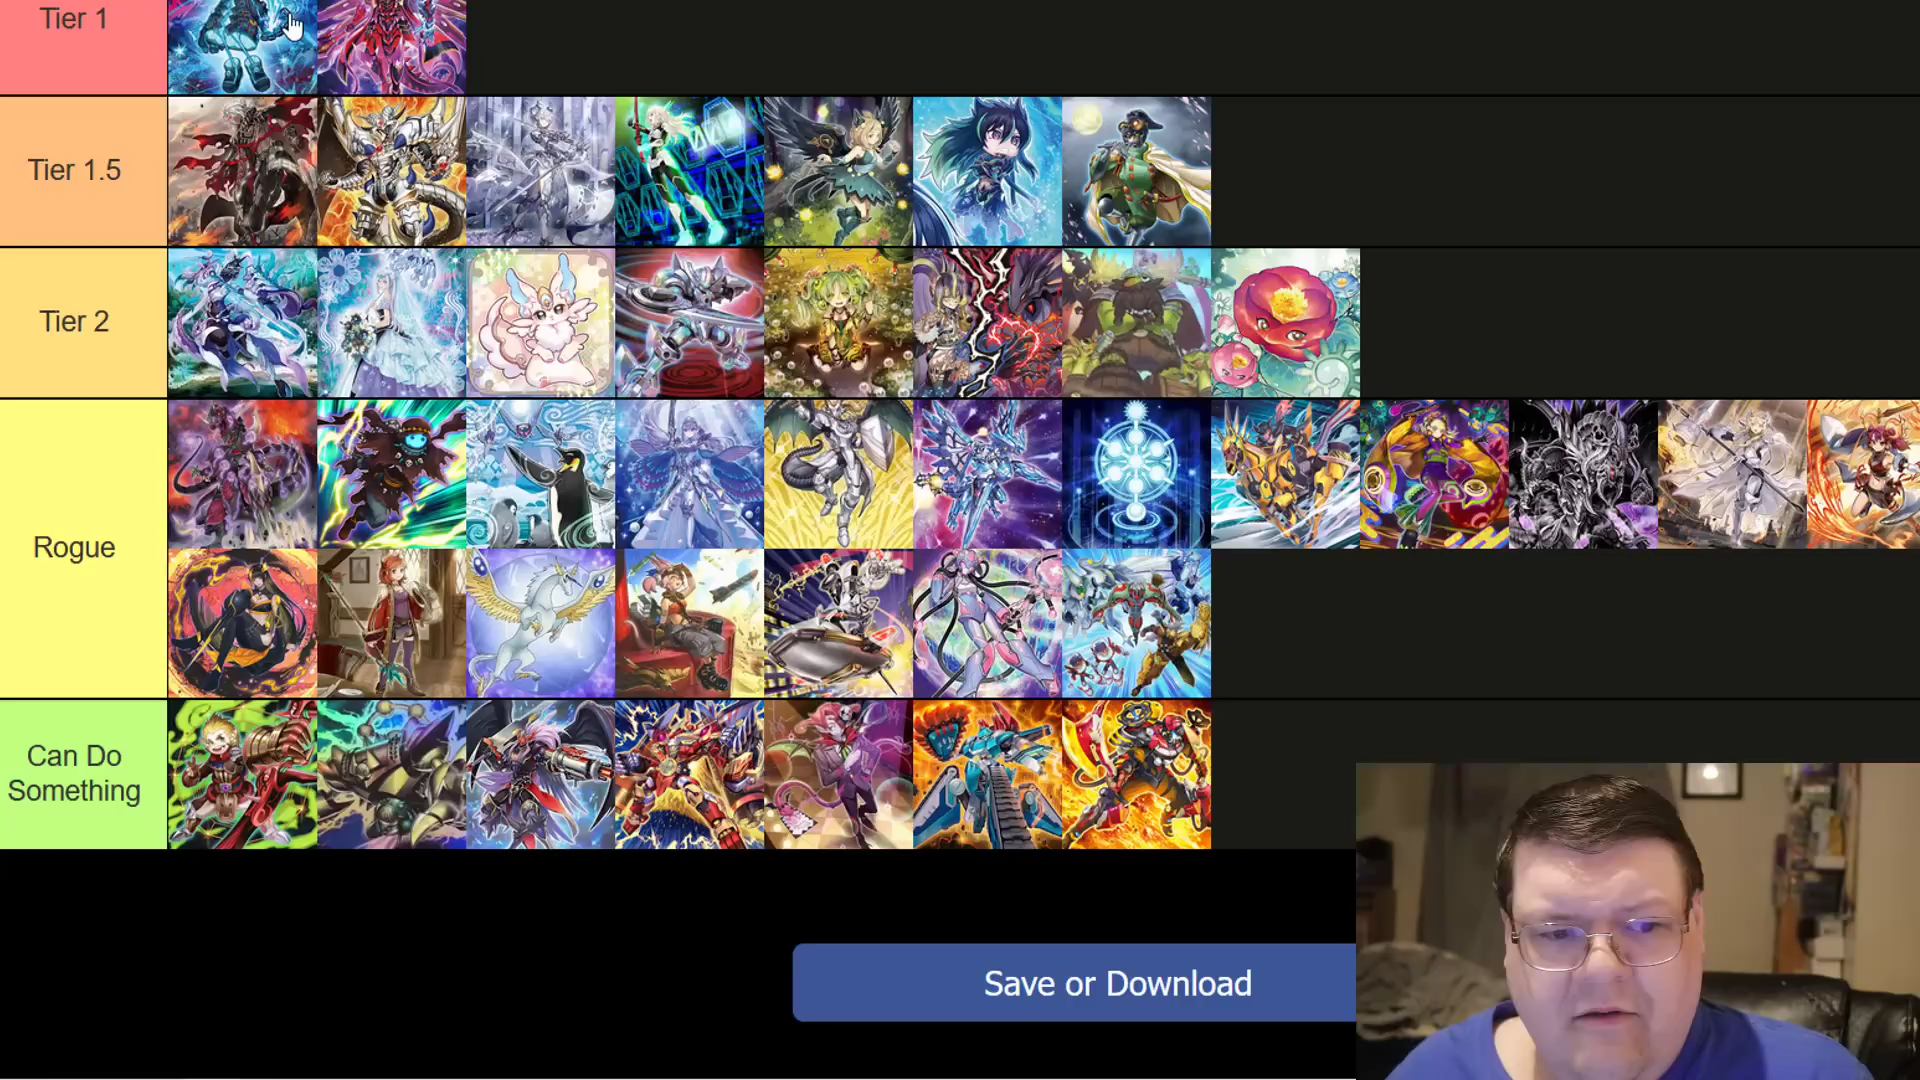 Tier 1
Tier 1.5
Tier 2
Rogue
Can Do
Something
Save or Download